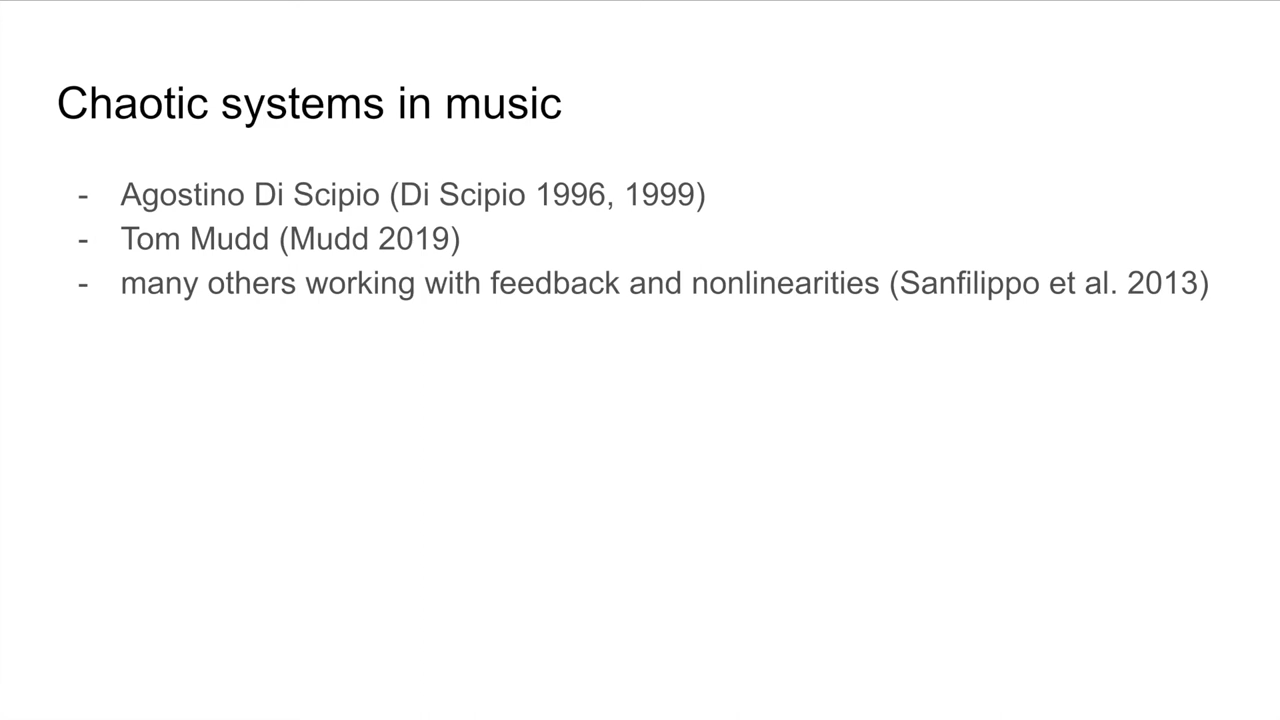 Chaotic systems in music
- Agostino Di Scipio (Di Scipio 1996, 1999)
- Tom Mudd (Mudd 2019)
- many others working with feedback and nonlinearities (Sanfilippo et al. 2013)